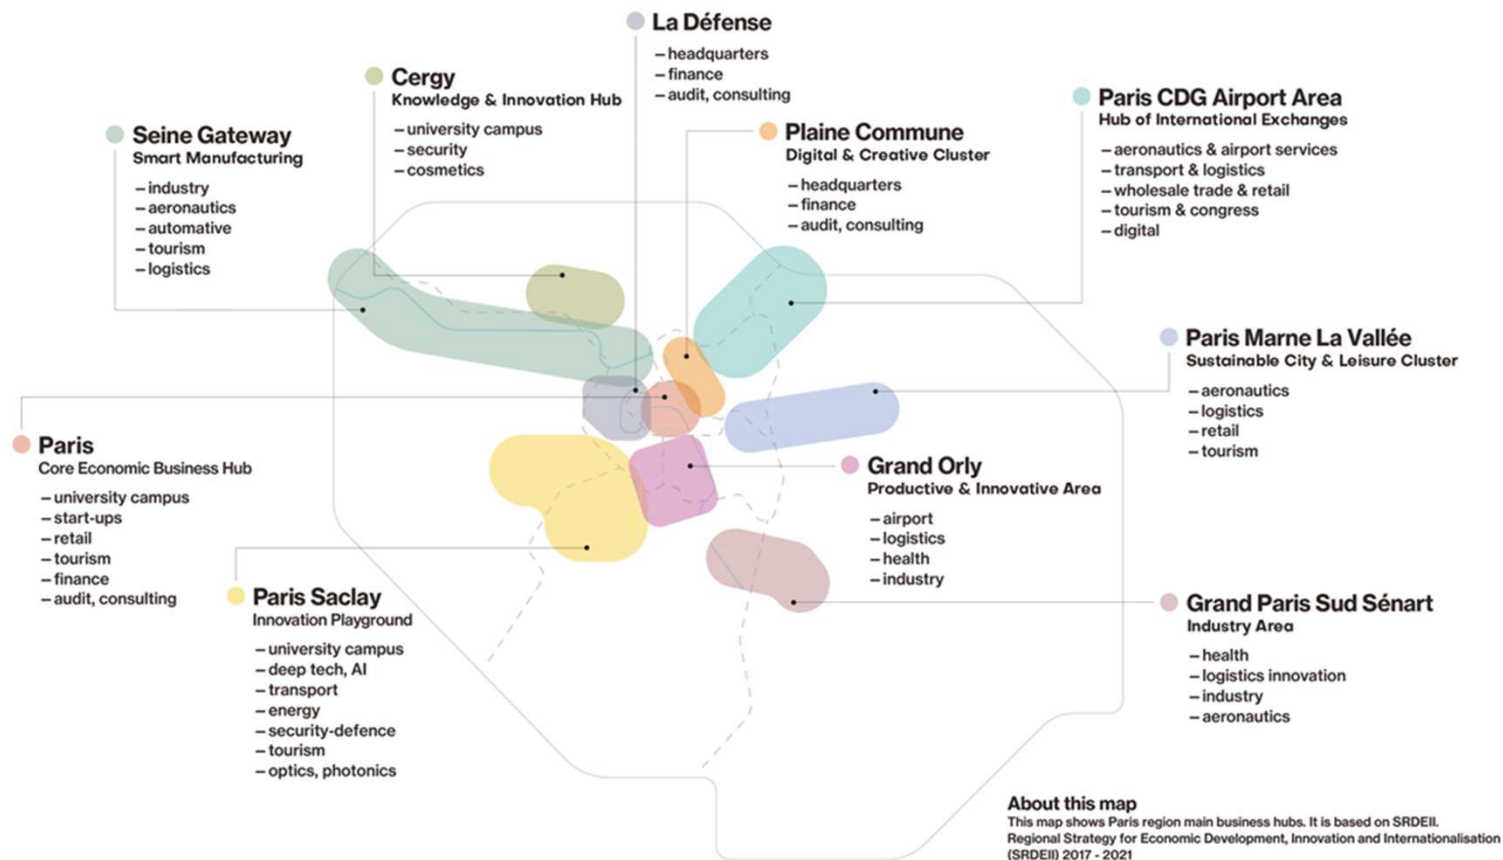 La Défense
– headquarters
– finance
– audit, consulting
Cergy
Knowledge & Innovation Hub
– university campus
– security
– cosmetics
Seine Gateway
Smart Manufacturing
– industry
– aeronautics
– automative
– tourism
– logistics
Plaine Commune
Digital & Creative Cluster
– headquarters
– finance
– audit, consulting
Paris CDG Airport Area
Hub of International Exchanges
– aeronautics & airport services
– transport & logistics
– wholesale trade & retail
– tourism & congress
– digital
Paris Marne La Vallée
Sustainable City & Leisure Cluster
– aeronautics
– logistics
– retail
– tourism
Paris
Core Economic Business Hub
– university campus
– start-ups
– retail
– tourism
– finance
– audit, consulting
Grand Orly
Productive & Innovative Area
– airport
– logistics
– health
– industry
Paris Saclay
Innovation Playground
– university campus
– deep tech, AI
– transport
– energy
– security-defence
– tourism
– optics, photonics
Grand Paris Sud Sénart
Industry Area
– health
– logistics innovation
– industry
– aeronautics
About this map
This map shows Paris region main business hubs. It is based on SRDEII.
Regional Strategy for Economic Development, Innovation and Internationalisation
(SRDEII) 2017 - 2021